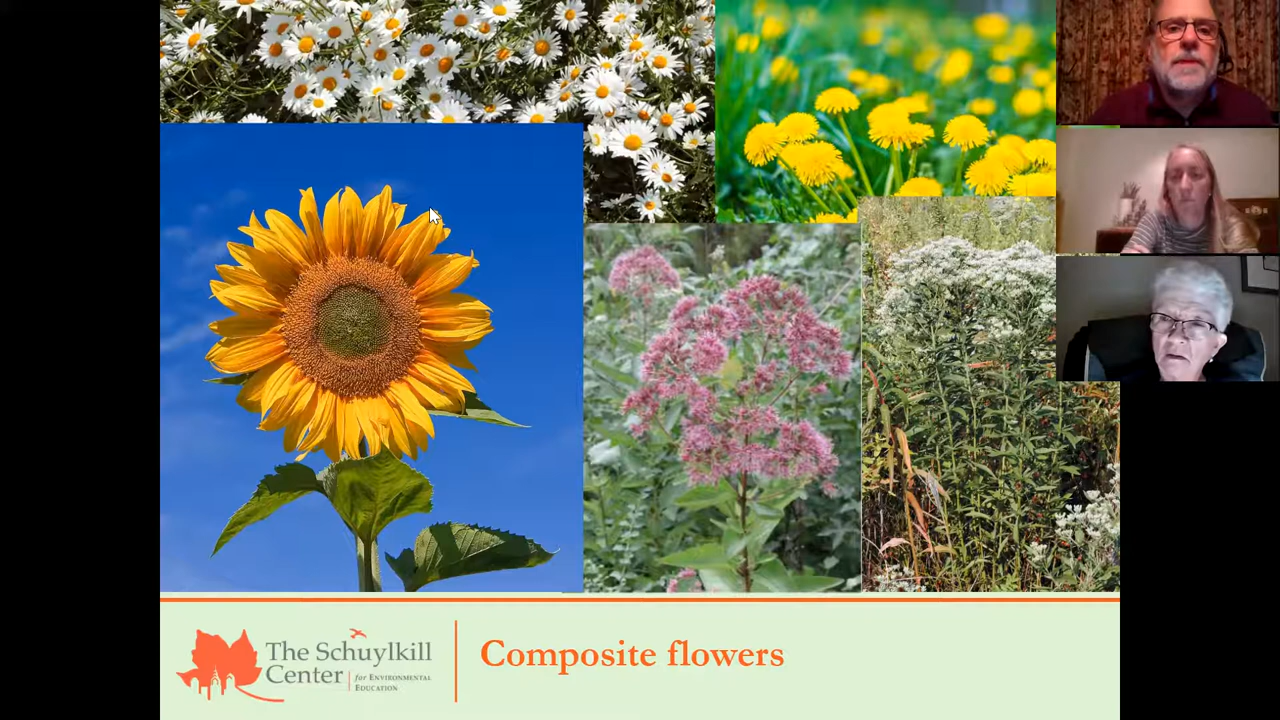 The Schuylkill
Center
for ENVIRONMENTAL
EDUCATION
Composite flowers